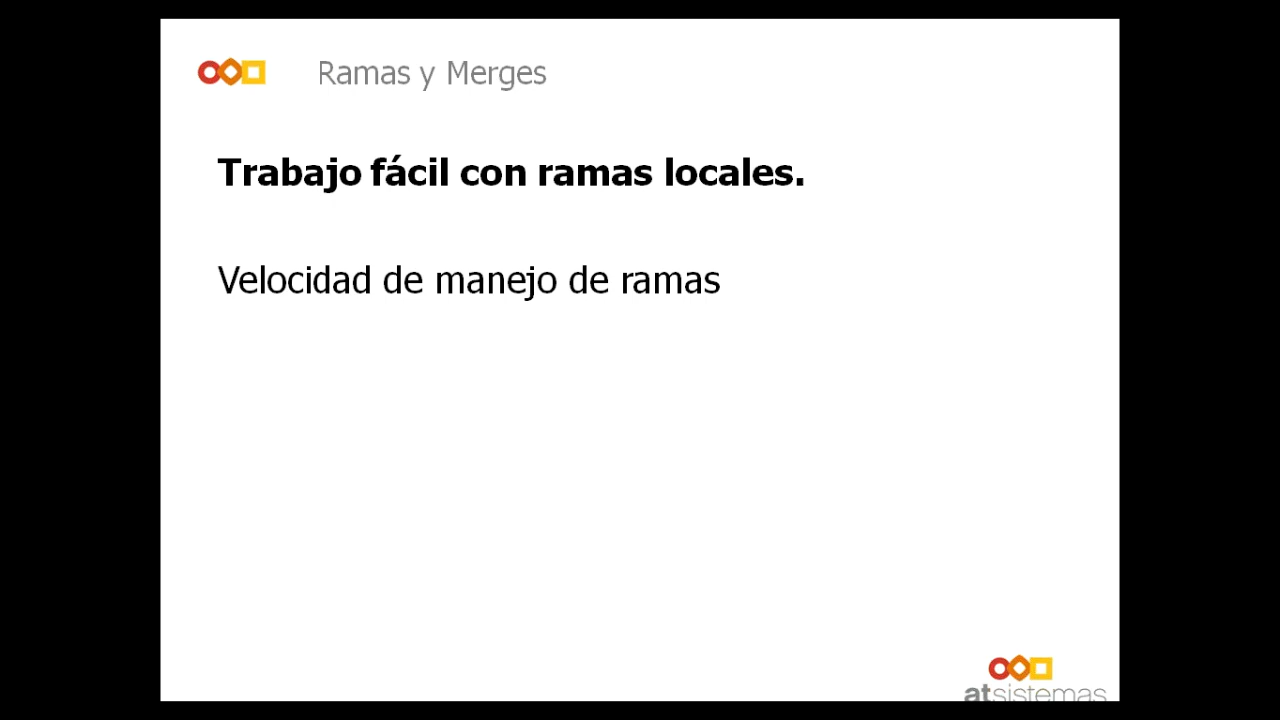 Ramas y Merges
Trabajo fácil con ramas locales.
Velocidad de manejo de ramas
atsistemas